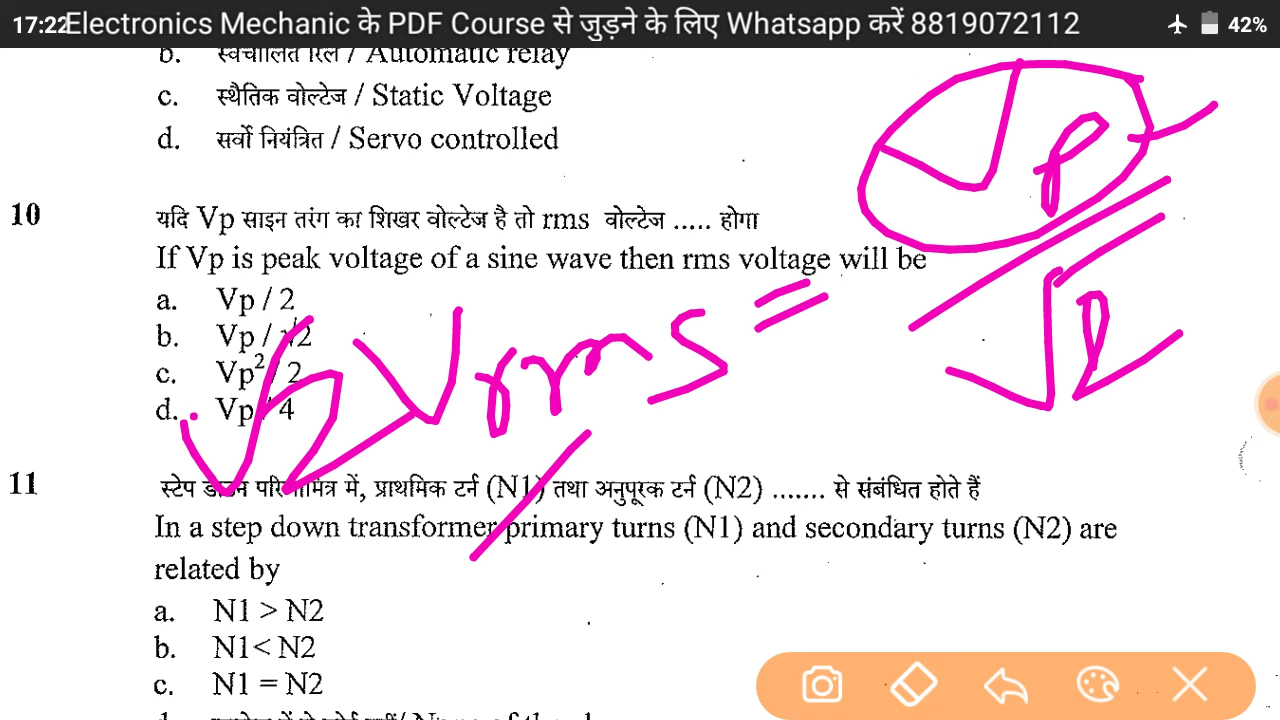 17:22 Electronics Mechanic के PDF Course से जुड़ने के लिए Whatsapp करें 8819072112 42%
b. स्वचालित रिले / Automatic relay
c. स्थैतिक वोल्टेज / Static Voltage
d. सर्वो नियंत्रित / Servo controlled
10 यदि Vp साइन तरंग का शिखर वोल्टेज है तो rms वोल्टेज ..... होगा
If Vp is peak voltage of a sine wave then rms voltage will be
a. Vp / 2
b. Vp / √2
c. Vp² / 2
d. Vp / 4
√2 Vrms = VP / √2
11 स्टेप डाउन परिणामित्र में, प्राथमिक टर्न (N1) तथा अनुपूरक टर्न (N2) ....... से संबंधित होते हैं
In a step down transformer primary turns (N1) and secondary turns (N2) are
related by
a. N1 > N2
b. N1< N2
c. N1 = N2